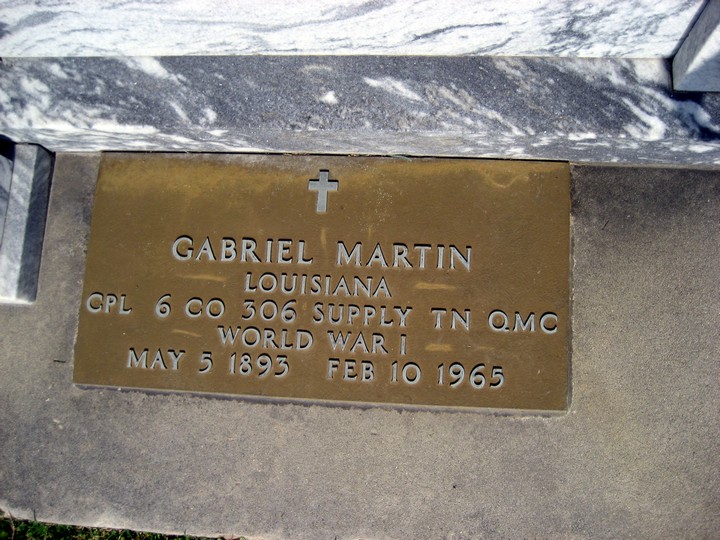 GABRIEL MARTIN
LOUISIANA
CPL 6 CO 306 SUPPLY TN QMC
WORLD WAR I
MAY 5 1893 FEB 10 1965